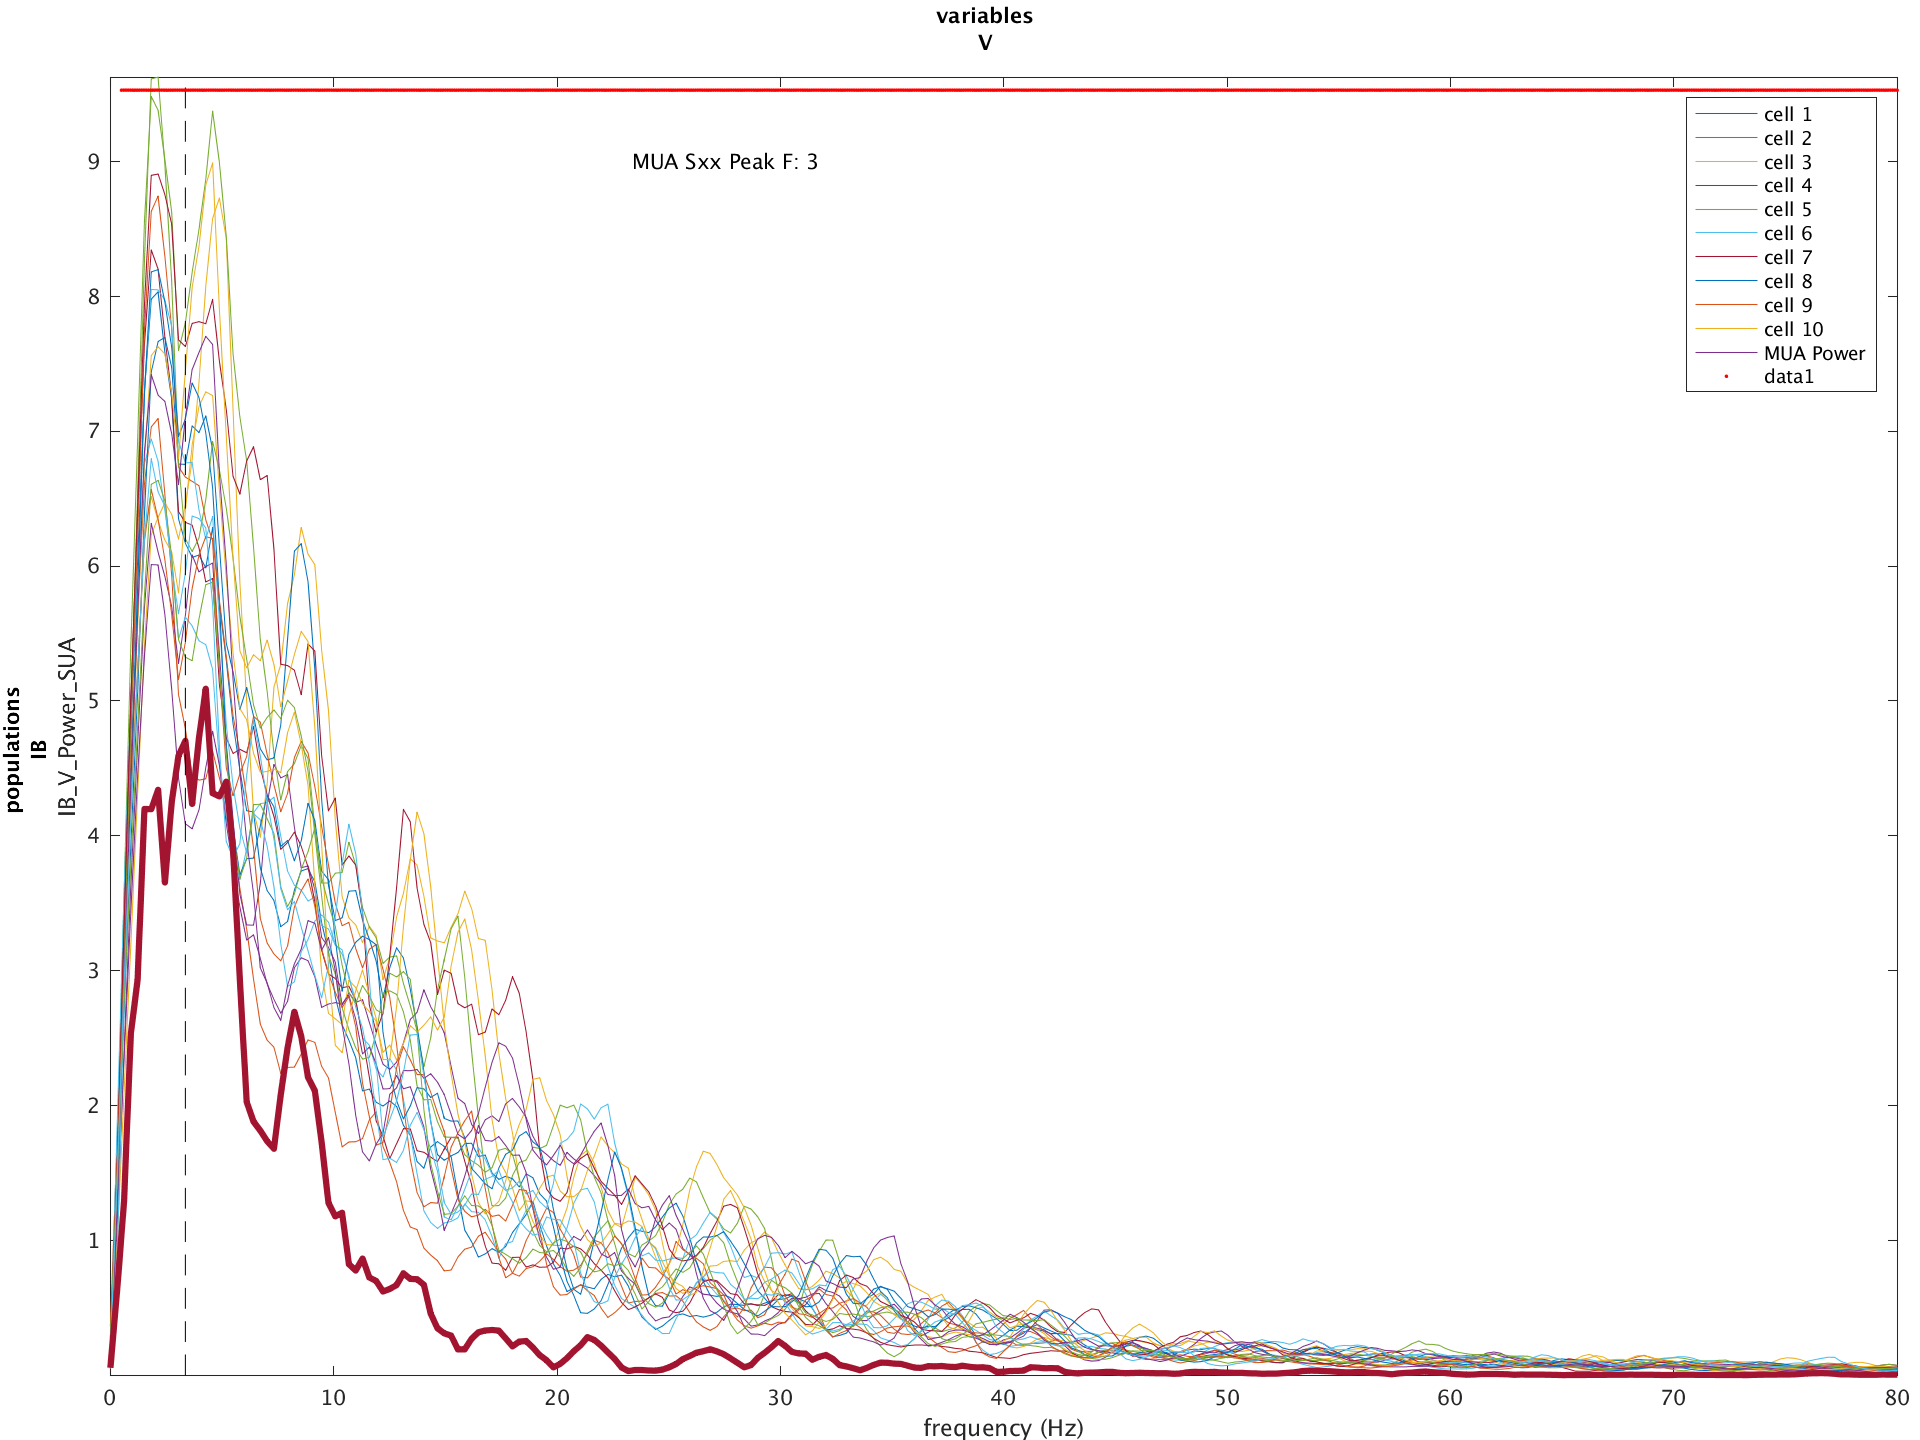 variables
V
MUA Sxx Peak F: 3
cell 1
cell 2
cell 3
cell 4
cell 5
cell 6
cell 7
cell 8
cell 9
cell 10
MUA Power
data1
populations
IB
IB_V_Power_SUA
9
8
7
6
5
4
3
2
1
0
10
20
30
40
50
60
70
80
frequency (Hz)